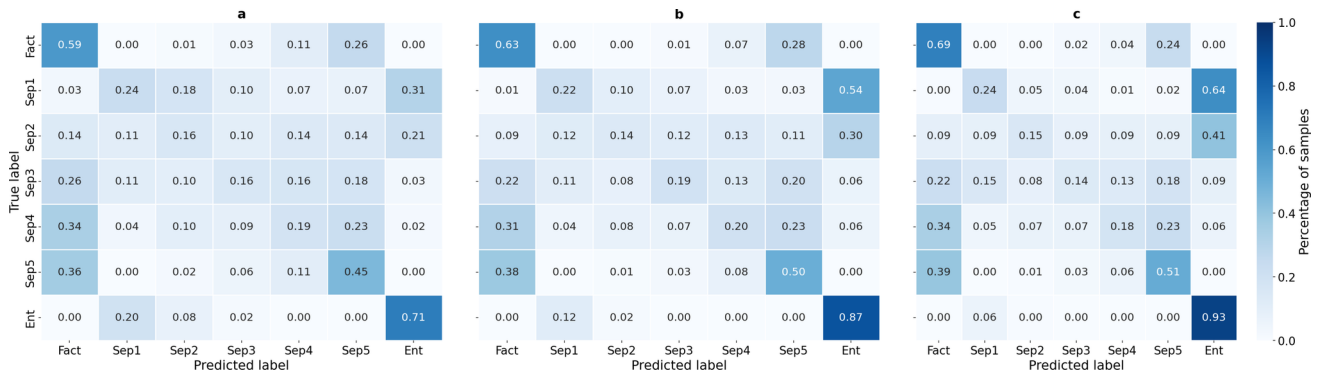 a b c
Fact 0.59 0.00 0.01 0.03 0.11 0.26 0.00 0.63 0.00 0.00 0.01 0.07 0.28 0.00 0.69 0.00 0.00 0.02 0.04 0.24 0.00 1.0
Sep1 0.03 0.24 0.18 0.10 0.07 0.07 0.31 0.01 0.22 0.10 0.07 0.03 0.03 0.54 0.00 0.24 0.05 0.04 0.01 0.02 0.64 0.8
Sep2 0.14 0.11 0.16 0.10 0.14 0.14 0.21 0.09 0.12 0.14 0.12 0.13 0.11 0.30 0.09 0.09 0.15 0.09 0.09 0.09 0.41 0.6
True label Sep3 0.26 0.11 0.10 0.16 0.16 0.18 0.03 0.22 0.11 0.08 0.19 0.13 0.20 0.06 0.22 0.15 0.08 0.14 0.13 0.18 0.09 Percentage of samples
Sep4 0.34 0.04 0.10 0.09 0.19 0.23 0.02 0.31 0.04 0.08 0.07 0.20 0.23 0.06 0.34 0.05 0.07 0.07 0.18 0.23 0.06 0.4
Sep5 0.36 0.00 0.02 0.06 0.11 0.45 0.00 0.38 0.00 0.01 0.03 0.08 0.50 0.00 0.39 0.00 0.01 0.03 0.06 0.51 0.00 0.2
Ent 0.00 0.20 0.08 0.02 0.00 0.00 0.71 0.00 0.12 0.02 0.00 0.00 0.00 0.87 0.00 0.06 0.00 0.00 0.00 0.00 0.93 0.0
Fact Sep1 Sep2 Sep3 Sep4 Sep5 Ent Fact Sep1 Sep2 Sep3 Sep4 Sep5 Ent Fact Sep1 Sep2 Sep3 Sep4 Sep5 Ent
Predicted label Predicted label Predicted label